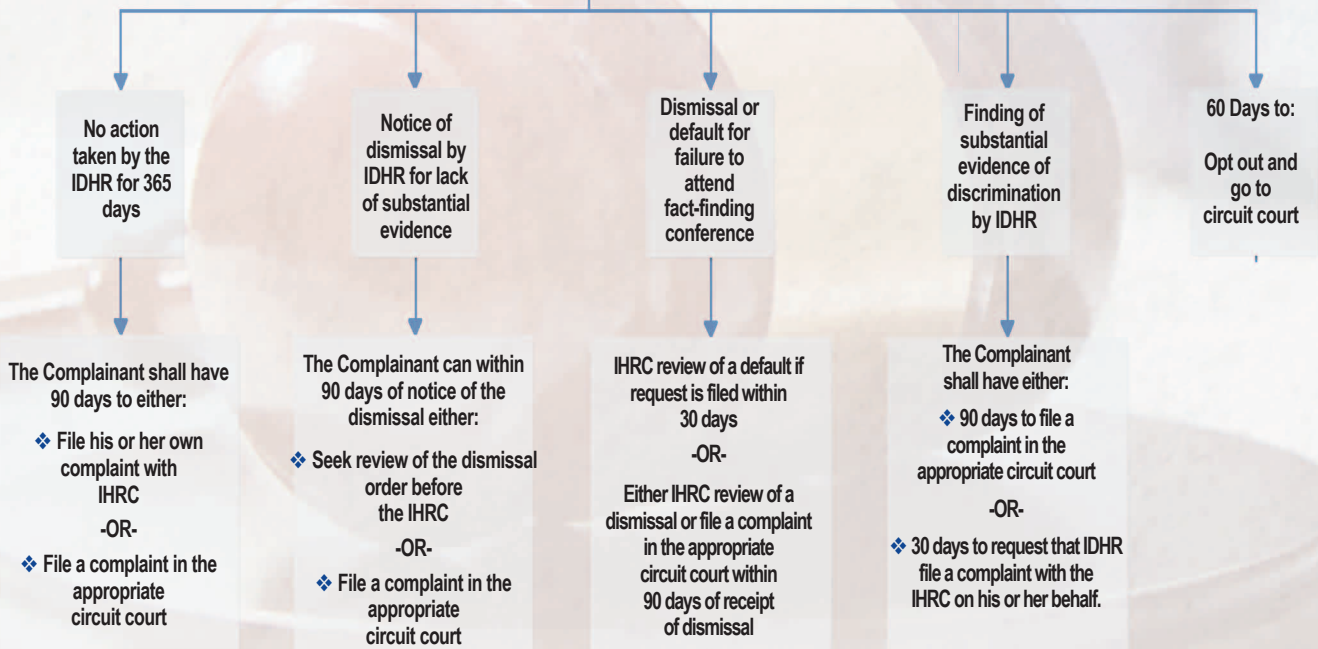 No action
taken by the
IDHR for 365
days
Notice of
dismissal by
IDHR for lack
of substantial
evidence
Dismissal or
default for
failure to
attend
fact-finding
conference
Finding of
substantial
evidence of
discrimination
by IDHR
60 Days to:
Opt out and
go to
circuit court
The Complainant shall have
90 days to either:
❖ File his or her own
complaint with
IHRC
-OR-
❖ File a complaint in the
appropriate
circuit court
The Complainant can within
90 days of notice of the
dismissal either:
❖ Seek review of the dismissal
order before
the IHRC
-OR-
❖ File a complaint in the
appropriate
circuit court
IHRC review of a default if
request is filed within
30 days
-OR-
Either IHRC review of a
dismissal or file a complaint
in the appropriate
circuit court within
90 days of receipt
of dismissal
The Complainant
shall have either:
❖ 90 days to file a
complaint in the
appropriate circuit court
-OR-
❖ 30 days to request that IDHR
file a complaint with the
IHRC on his or her behalf.